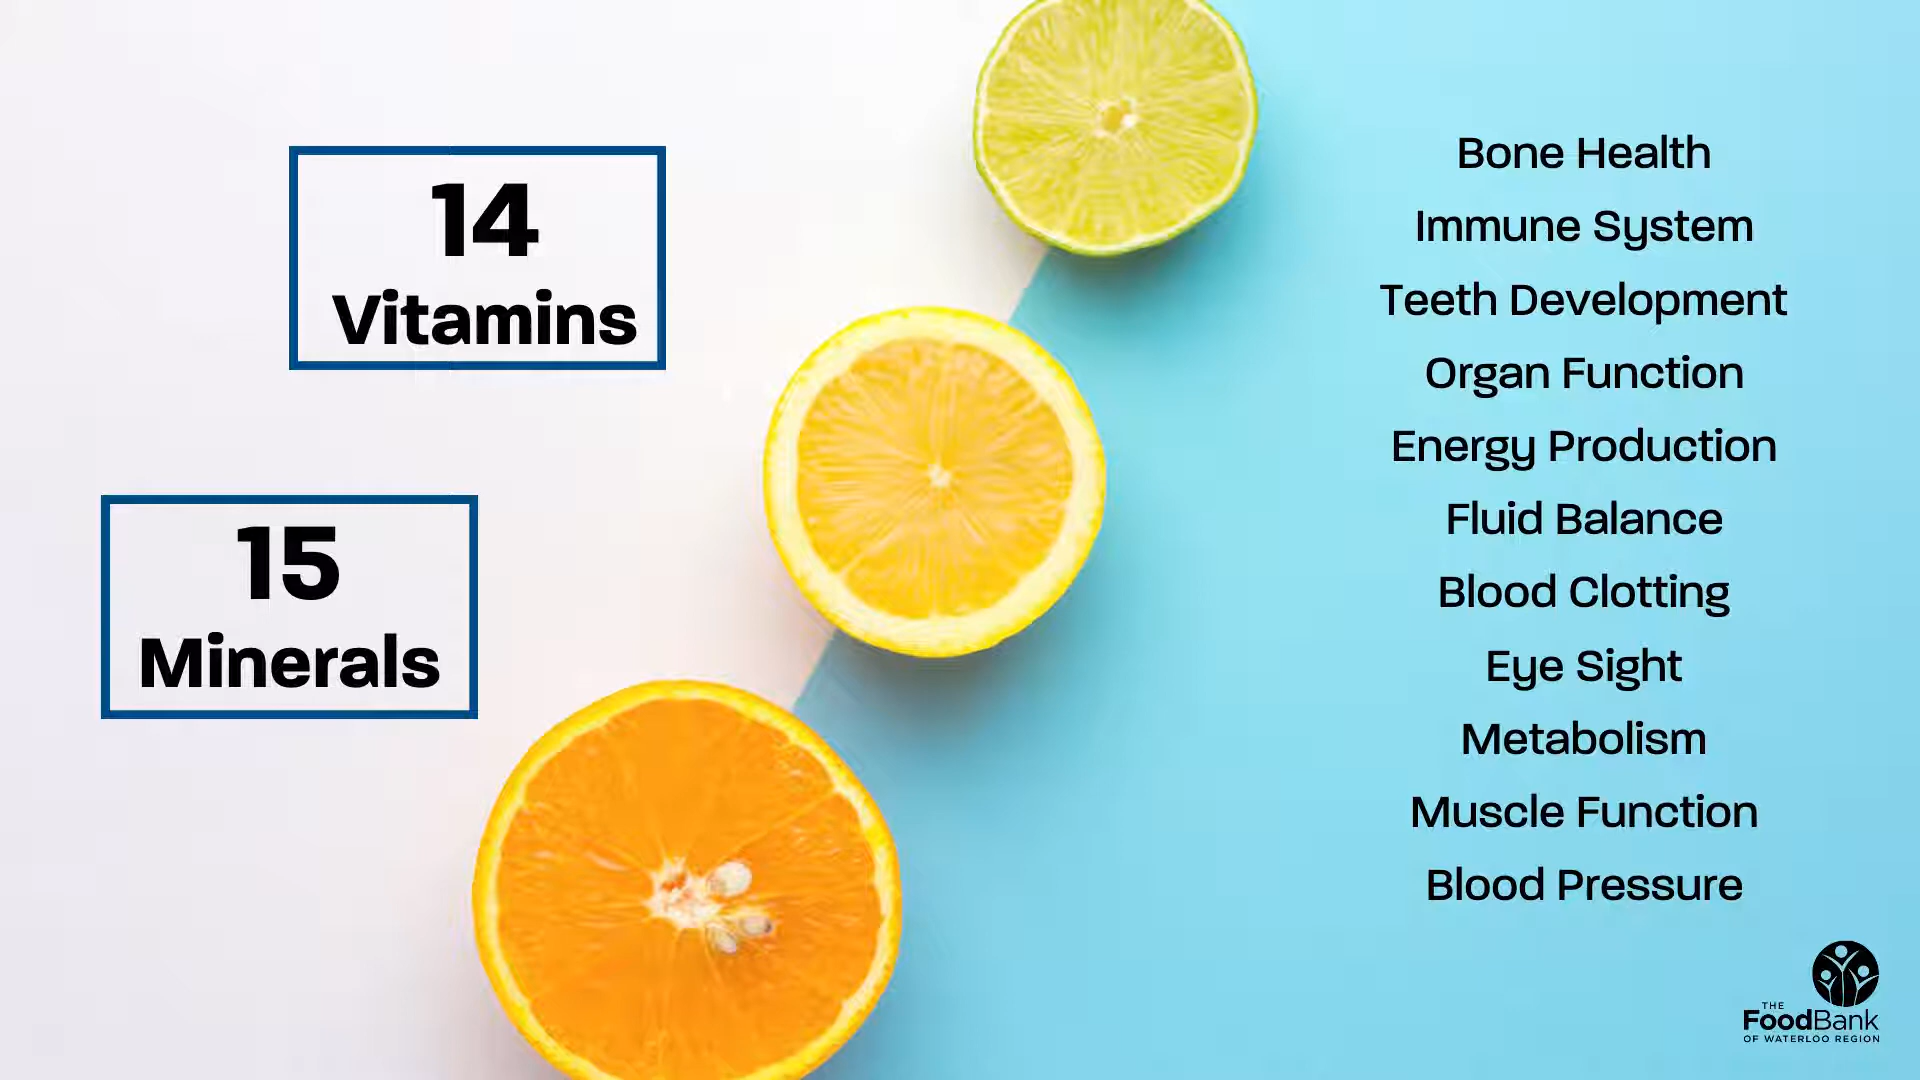 14
Vitamins
15
Minerals
Bone Health
Immune System
Teeth Development
Organ Function
Energy Production
Fluid Balance
Blood Clotting
Eye Sight
Metabolism
Muscle Function
Blood Pressure
THE
FoodBank
OF WATERLOO REGION